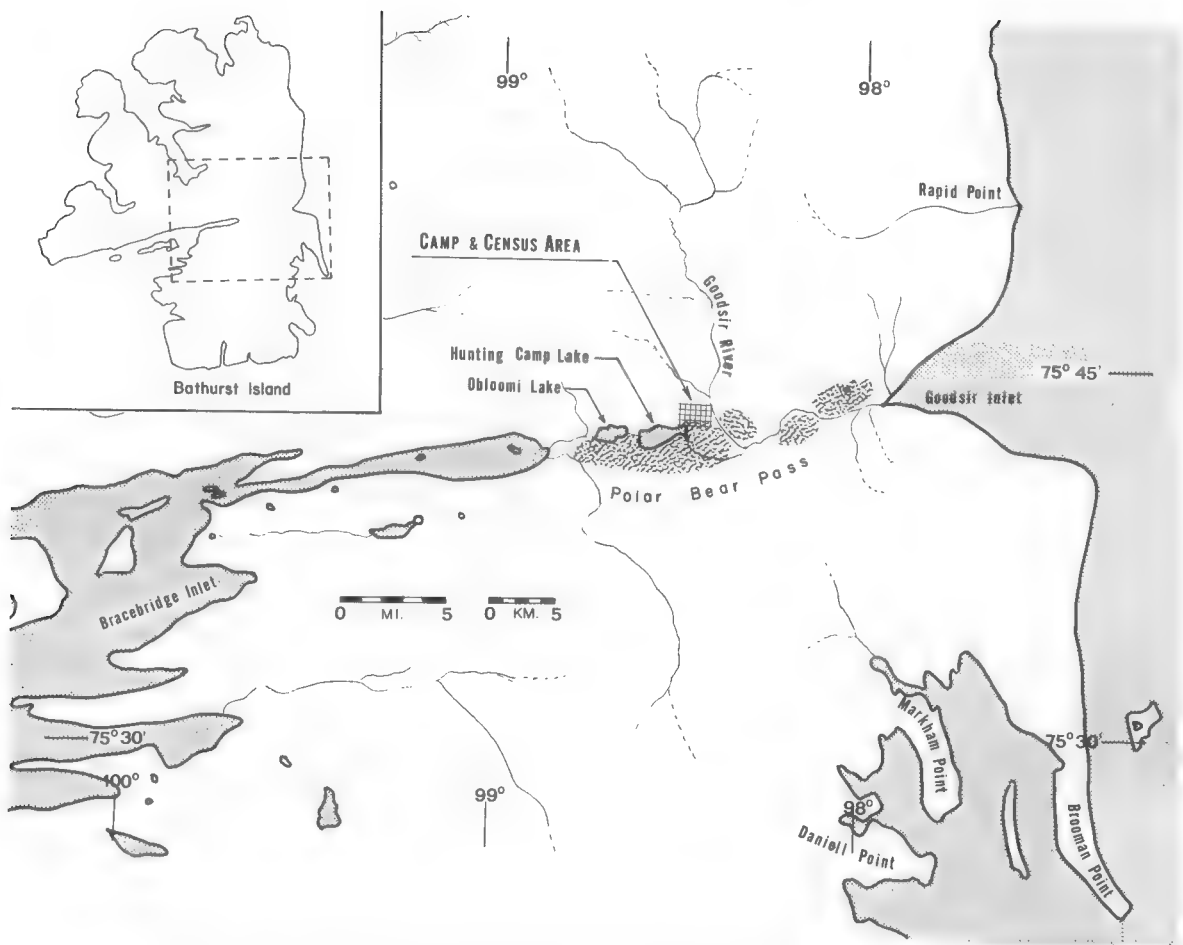 Bathurst Island
99°
98°
Rapid Point
CAMP & CENSUS AREA
Goodsir River
Hunting Camp Lake
Obloomi Lake
75° 45'
Goodsir Inlet
Polar Bear Pass
Bracebridge Inlet
0 MI. 5
0 KM. 5
Markham Point
75° 30'
75° 30'
100°
99°
98°
Daniell Point
Brooman Point